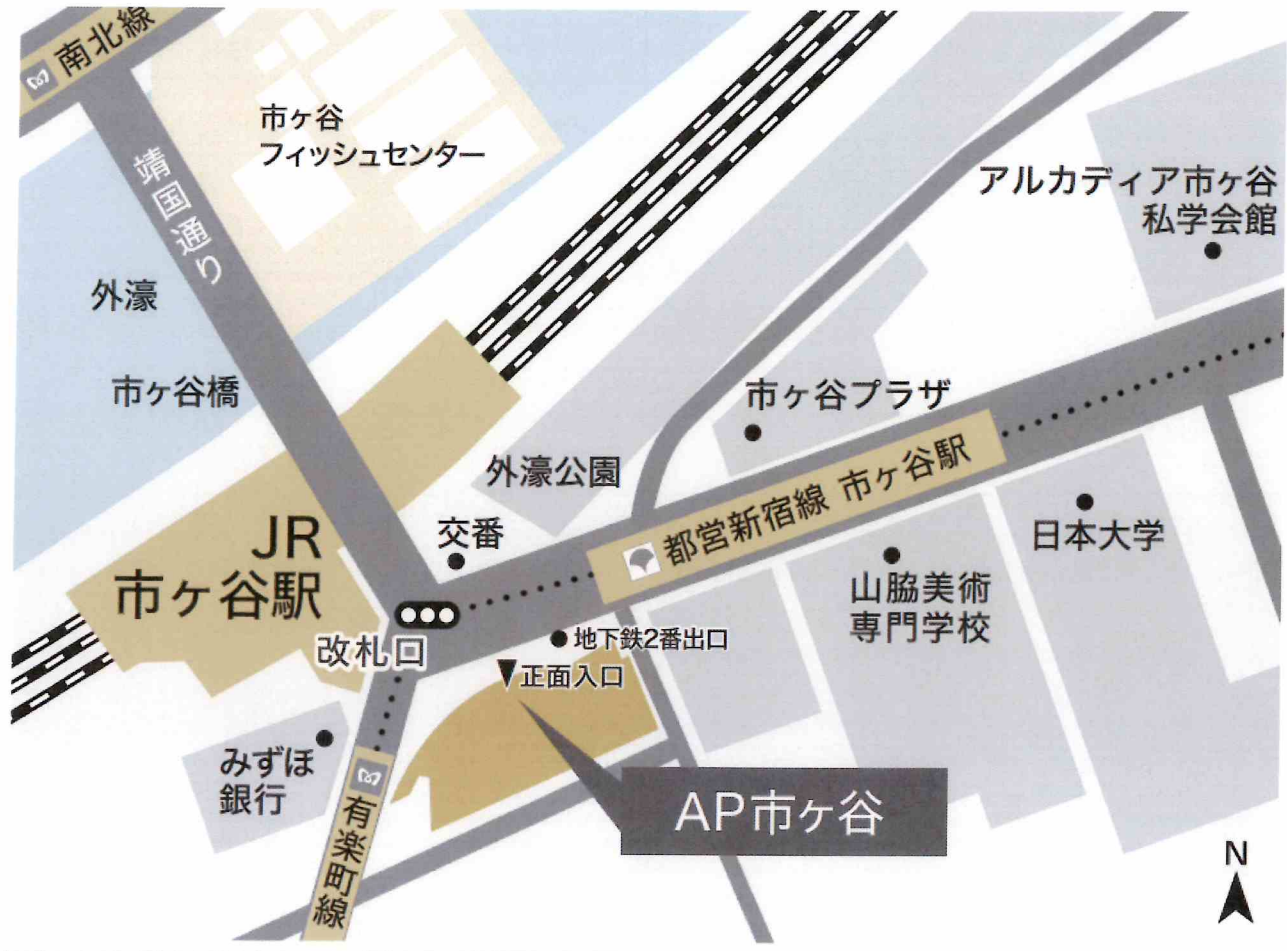 南北線
靖国通り
市ヶ谷
フィッシュセンター
外濠
市ヶ谷橋
アルカディア市ヶ谷
私学会館
市ヶ谷プラザ
外濠公園
交番
都営新宿線 市ヶ谷駅
日本大学
山脇美術
専門学校
JR
市ヶ谷駅
改札口
地下鉄2番出口
正面入口
みずほ
銀行
有楽町線
AP市ヶ谷
N